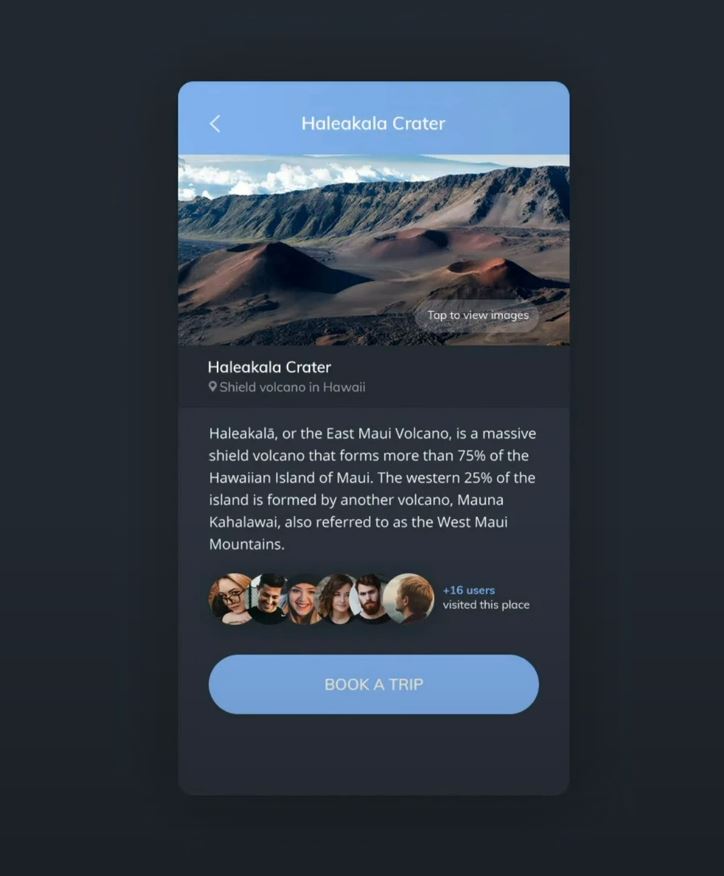 Haleakala Crater
Tap to view images
Haleakala Crater
Shield volcano in Hawaii
Haleakalā, or the East Maui Volcano, is a massive
shield volcano that forms more than 75% of the
Hawaiian Island of Maui. The western 25% of the
island is formed by another volcano, Mauna
Kahalawai, also referred to as the West Maui
Mountains.
+16 users
visited this place
BOOK A TRIP